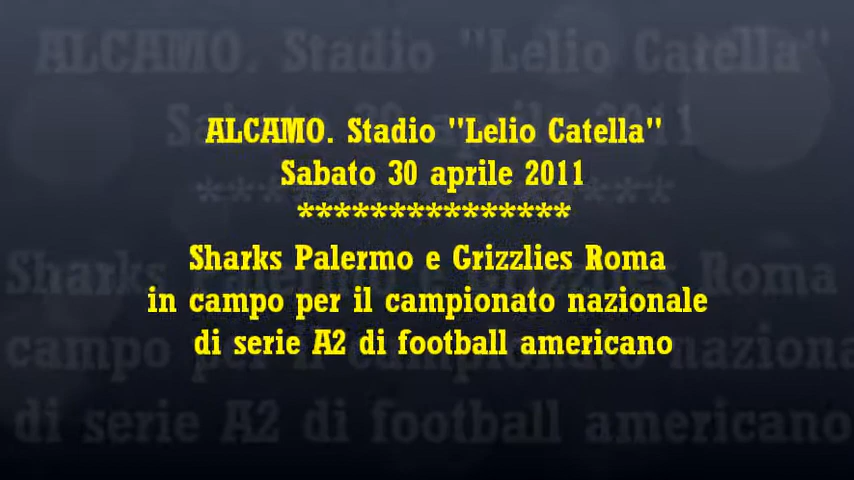 ALCAMO. Stadio "Lelio Catella"
Sabato 30 aprile 2011
***************
Sharks Palermo e Grizzlies Roma
in campo per il campionato nazionale
di serie A2 di football americano